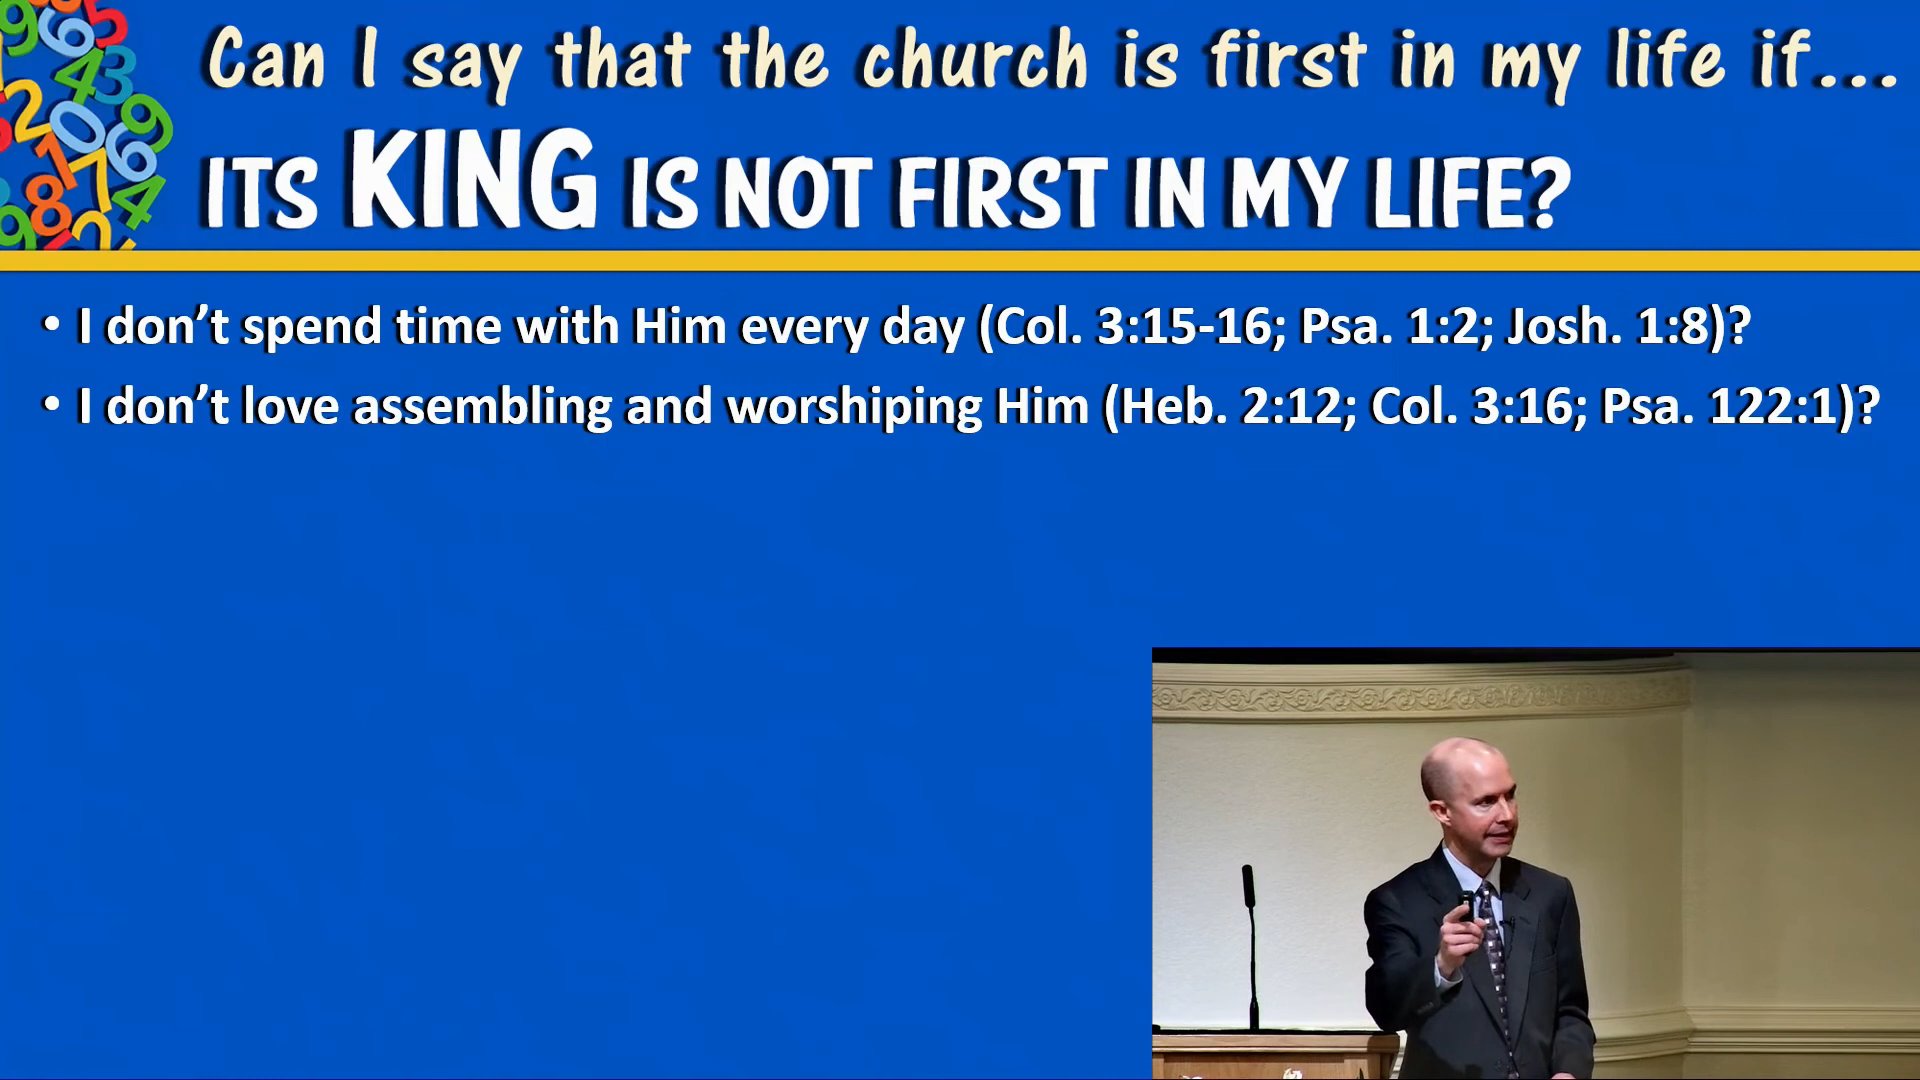 Can I say that the church is first in my life if...
ITS KING IS NOT FIRST IN MY LIFE?
• I don’t spend time with Him every day (Col. 3:15-16; Psa. 1:2; Josh. 1:8)?
• I don’t love assembling and worshiping Him (Heb. 2:12; Col. 3:16; Psa. 122:1)?